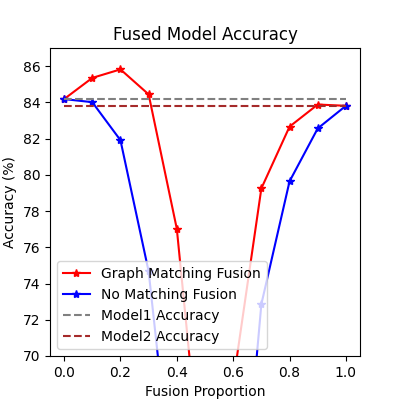 Fused Model Accuracy
Accuracy (%)
86
84
82
80
78
76
74
72
70
Graph Matching Fusion
No Matching Fusion
Model1 Accuracy
Model2 Accuracy
0.0 0.2 0.4 0.6 0.8 1.0
Fusion Proportion